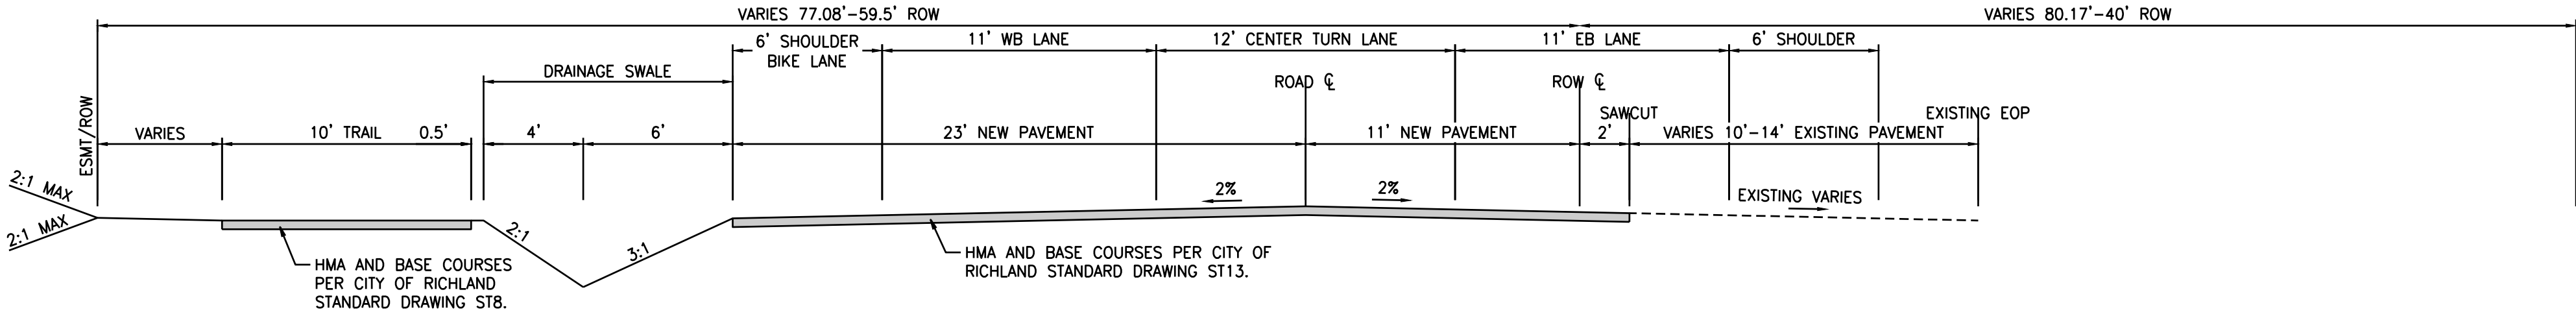 VARIES 77.08'-59.5' ROW
VARIES 80.17'-40' ROW
6' SHOULDER
BIKE LANE
11' WB LANE
12' CENTER TURN LANE
11' EB LANE
6' SHOULDER
DRAINAGE SWALE
ROAD ℄
ROW ℄
ESMT/ROW
SAWCUT
EXISTING EOP
VARIES
10' TRAIL
0.5'
4'
6'
23' NEW PAVEMENT
11' NEW PAVEMENT
2'
VARIES 10'-14' EXISTING PAVEMENT
2:1 MAX
2:1 MAX
2:1
3:1
2%
2%
EXISTING VARIES
HMA AND BASE COURSES
PER CITY OF RICHLAND
STANDARD DRAWING ST8.
HMA AND BASE COURSES PER CITY OF
RICHLAND STANDARD DRAWING ST13.